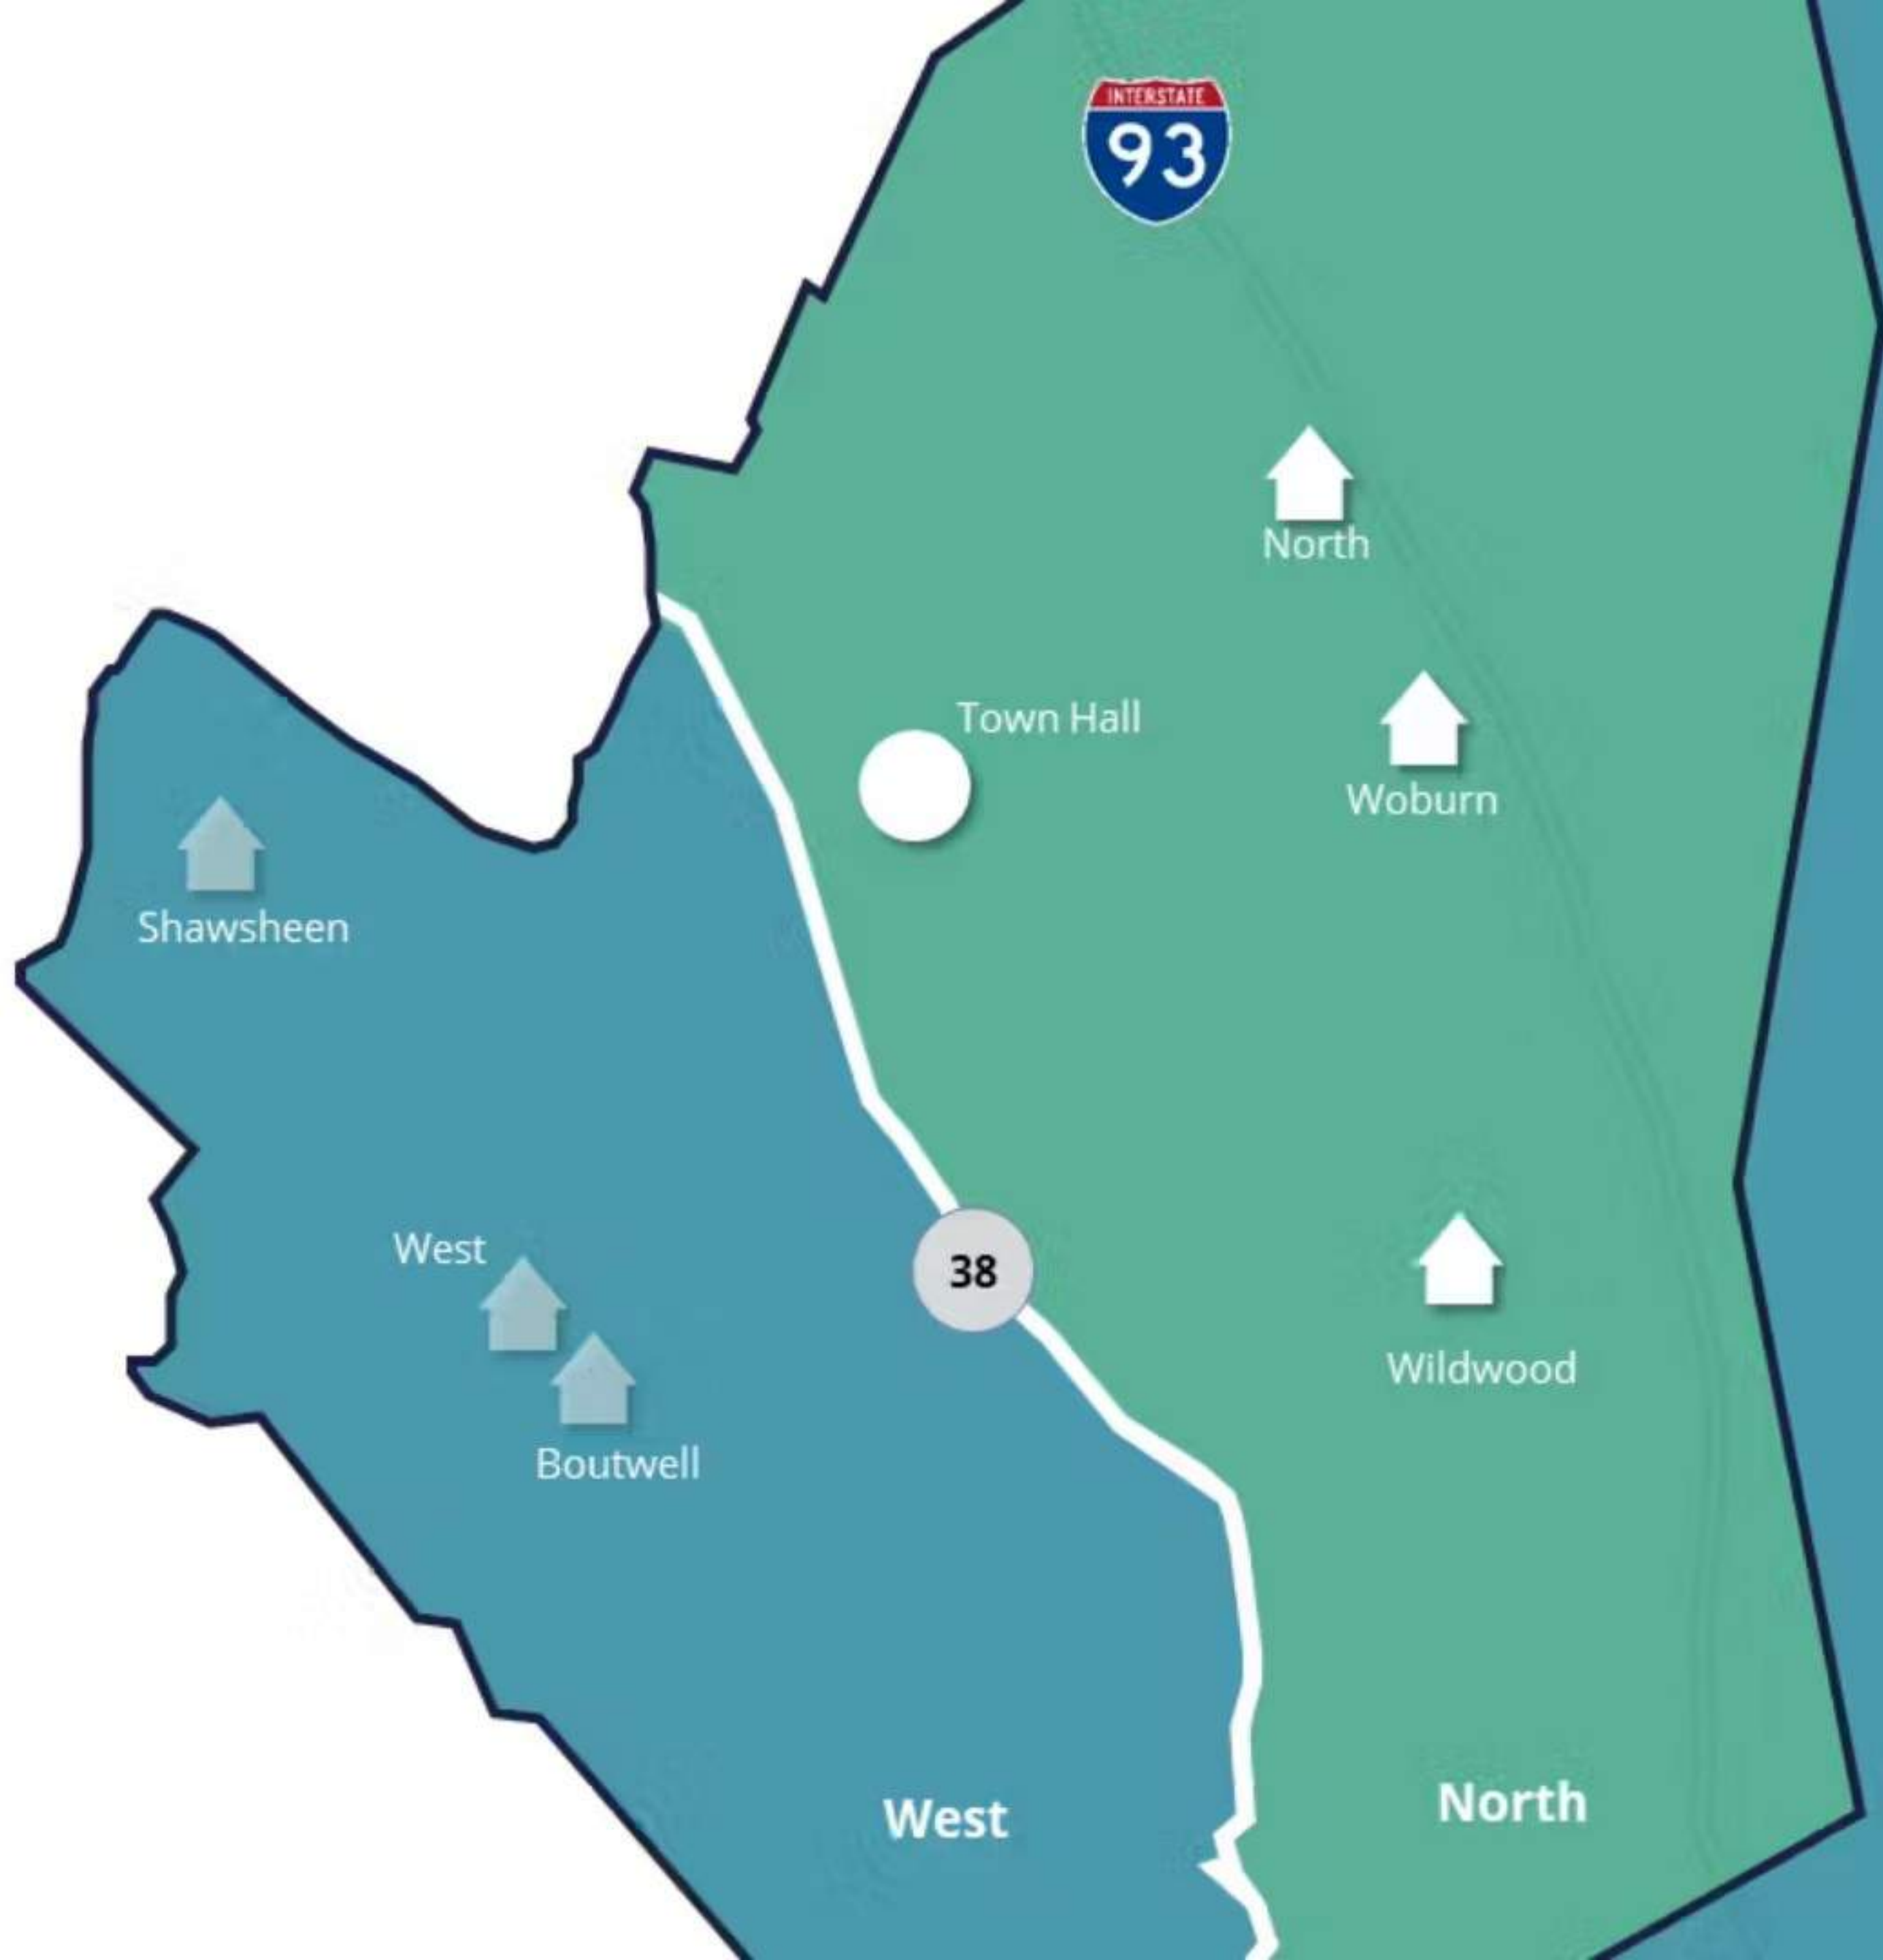 INTERSTATE
93
North
Town Hall
Woburn
Shawsheen
West
38
Boutwell
Wildwood
West
North